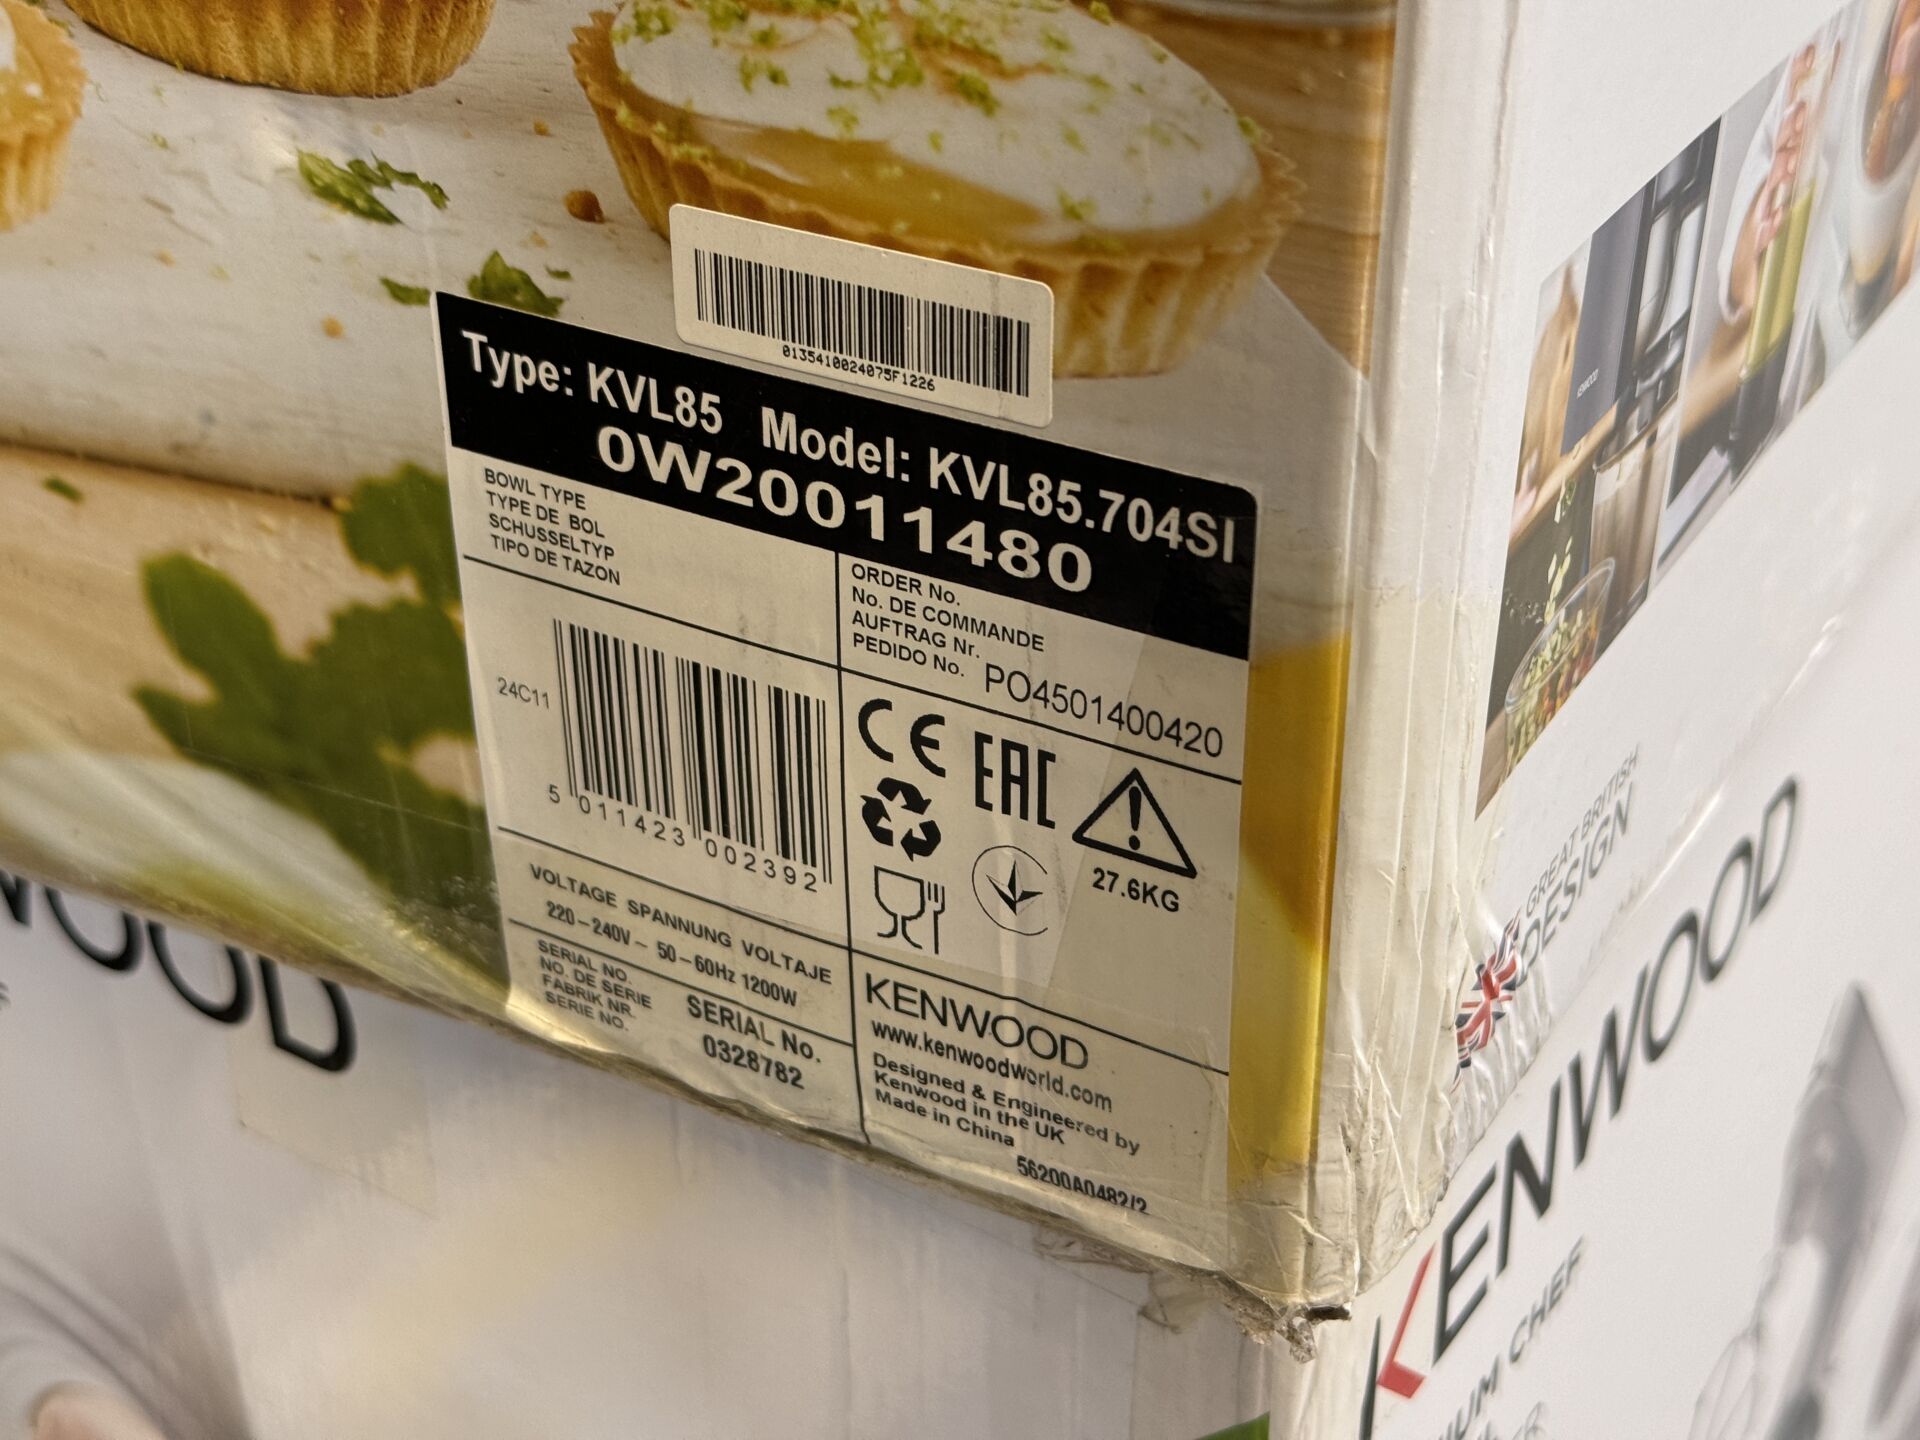 0135410024075F1226
Type: KVL85 Model: KVL85.704SI
0W20011480
BOWL TYPE
TYPE DE BOL
SCHUSSELTYP
TIPO DE TAZON
ORDER No.
No. DE COMMANDE
AUFTRAG Nr.
PEDIDO No. PO4501400420
24C11
5 011423 002392
CE EAC
27.6KG
VOLTAGE SPANNUNG VOLTAJE
220-240V~ 50-60Hz 1200W
SERIAL NO.
NO. DE SERIE
FABRIK NR.
SERIE NO.
SERIAL No.
0328782
KENWOOD
www.kenwoodworld.com
Designed & Engineered by
Kenwood in the UK
Made in China
56200A0482/2
GREAT BRITISH
DESIGN
KENWOOD
WOOD
CHEF